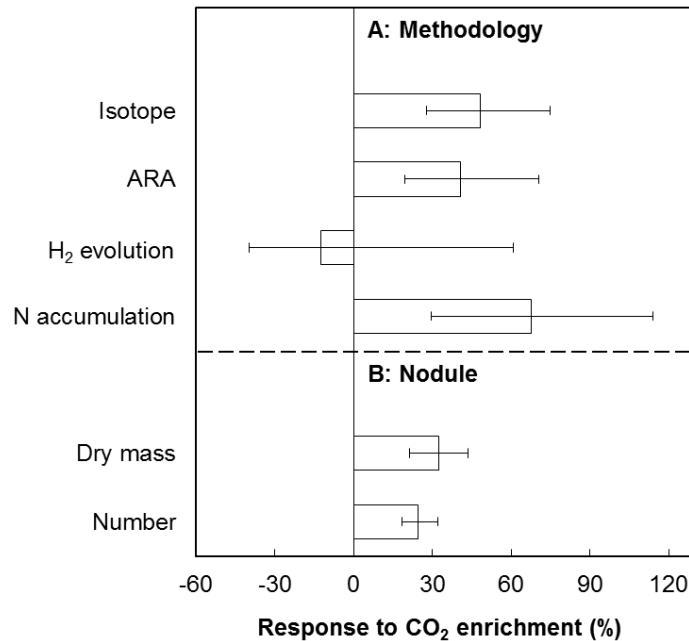 A: Methodology
Isotope
ARA
H₂ evolution
N accumulation
B: Nodule
Dry mass
Number
-60 -30 0 30 60 90 120
Response to CO₂ enrichment (%)